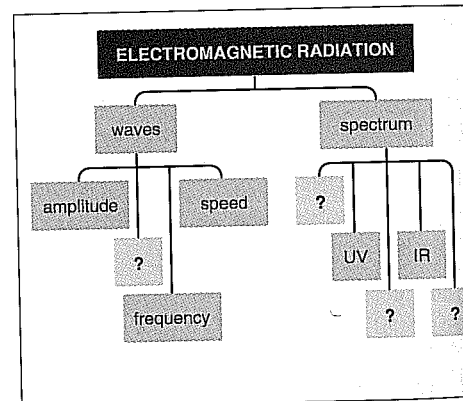 ELECTROMAGNETIC RADIATION
waves
spectrum
amplitude
speed
?
?
UV
IR
?
frequency
?
?